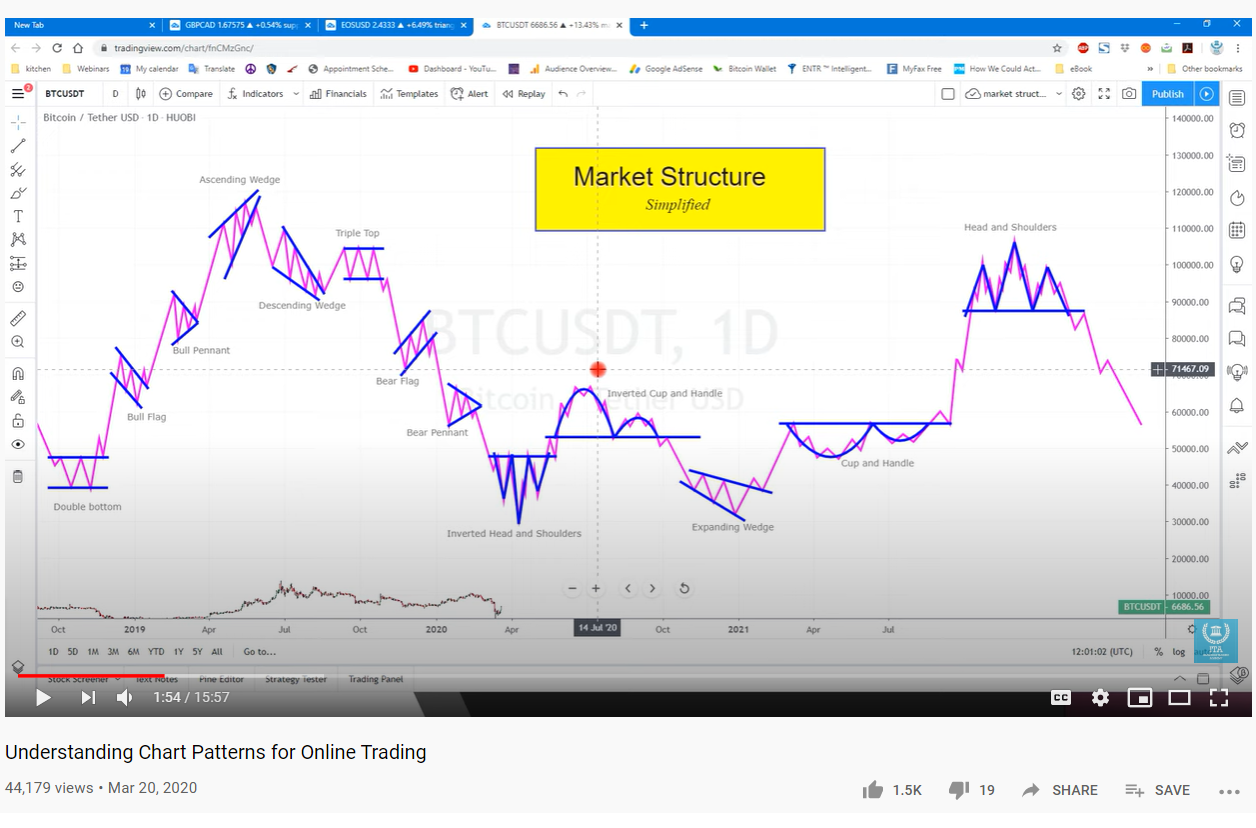 New Tab
GBPCAD 1.67575 ▲ +0.54% supp
EOSUSD 2.4333 ▲ +6.49% triang
BTCUSDT 6686.56 ▲ +13.43% m
tradingview.com/chart/fnCMzGnc/
ABP
kitchen
Webinars
My calendar
Translate
Appointment Sche...
Dashboard - YouTu...
Audience Overview...
Google AdSense
Bitcoin Wallet
ENTR™ Intelligent...
MyFax Free
How We Could Act...
eBook
»
Other bookmarks
2
BTCUSDT
D
Compare
Indicators
Financials
Templates
Alert
Replay
market struct...
Publish
Bitcoin / Tether USD · 1D · HUOBI
140000.00
130000.00
120000.00
110000.00
100000.00
90000.00
80000.00
71467.09
60000.00
50000.00
40000.00
30000.00
20000.00
10000.00
BTCUSDT 6686.56
Market Structure
Simplified
BTCUSDT, 1D
Bitcoin / Tether USD
Ascending Wedge
Triple Top
Head and Shoulders
Descending Wedge
Bull Pennant
Bear Flag
Inverted Cup and Handle
Bull Flag
Bear Pennant
Cup and Handle
Double bottom
Inverted Head and Shoulders
Expanding Wedge
Oct
2019
Apr
Jul
Oct
2020
Apr
14 Jul '20
Oct
2021
Apr
Jul
1D 5D 1M 3M 6M YTD 1Y 5Y All Go to...
12:01:02 (UTC) % log
PTA
Stock Screener
Text Notes
Pine Editor
Strategy Tester
Trading Panel
1:54 / 15:57
CC
Understanding Chart Patterns for Online Trading
44,179 views • Mar 20, 2020
1.5K
19
SHARE
SAVE